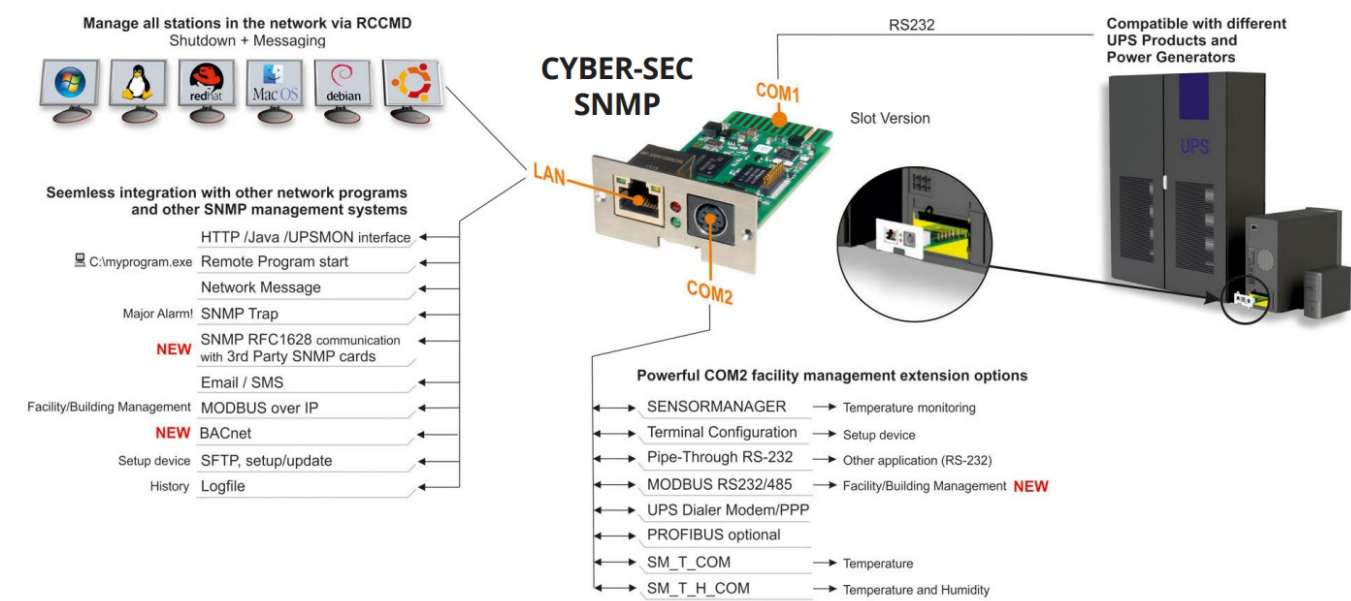 Manage all stations in the network via RCCMD
Shutdown + Messaging
redhat
Mac OS
debian
CYBER-SEC
SNMP
COM1
LAN
COM2
RS232
Slot Version
Compatible with different
UPS Products and
Power Generators
UPS
Seemless integration with other network programs
and other SNMP management systems
HTTP /Java /UPSMON interface
C:\myprogram.exe Remote Program start
Network Message
Major Alarm! SNMP Trap
NEW SNMP RFC1628 communication
with 3rd Party SNMP cards
Email / SMS
Facility/Building Management MODBUS over IP
NEW BACnet
Setup device SFTP, setup/update
History Logfile
Powerful COM2 facility management extension options
SENSORMANAGER Temperature monitoring
Terminal Configuration Setup device
Pipe-Through RS-232 Other application (RS-232)
MODBUS RS232/485 Facility/Building Management NEW
UPS Dialer Modem/PPP
PROFIBUS optional
SM_T_COM Temperature
SM_T_H_COM Temperature and Humidity